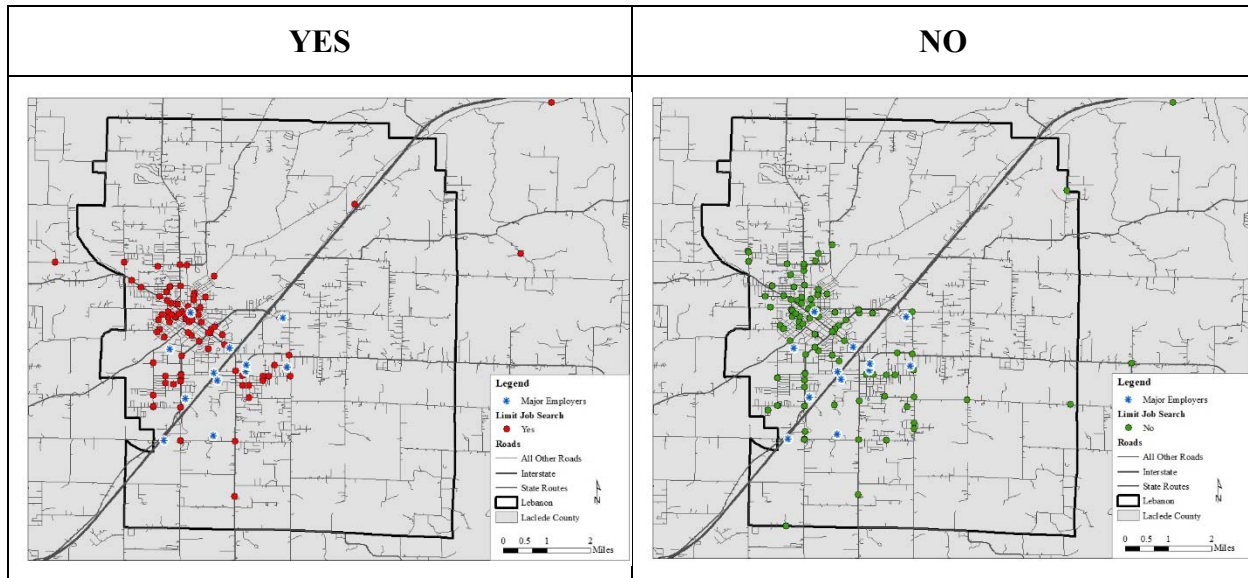 YES
NO
Legend
Major Employers
Limit Job Search
Yes
Roads
All Other Roads
Interstate
State Routes
Lebanon
Laclede County
N
0 0.5 1 2
Miles
Legend
Major Employers
Limit Job Search
No
Roads
All Other Roads
Interstate
State Routes
Lebanon
Laclede County
N
0 0.5 1 2
Miles